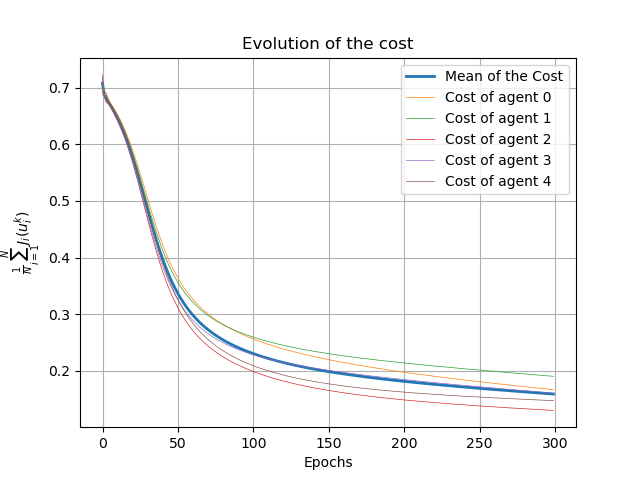 Evolution of the cost
0.7
0.6
0.5
0.4
0.3
0.2
0 50 100 150 200 250 300
Epochs
$\frac{1}{N}\sum_{i=1}^{N} J_i(u_i^k)$
Mean of the Cost
Cost of agent 0
Cost of agent 1
Cost of agent 2
Cost of agent 3
Cost of agent 4